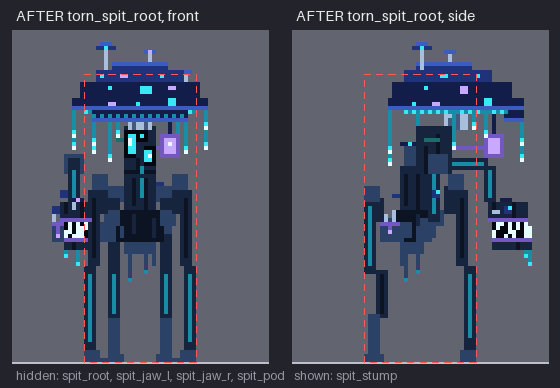 AFTER torn_spit_root, front
AFTER torn_spit_root, side
hidden: spit_root, spit_jaw_l, spit_jaw_r, spit_pod shown: spit_stump